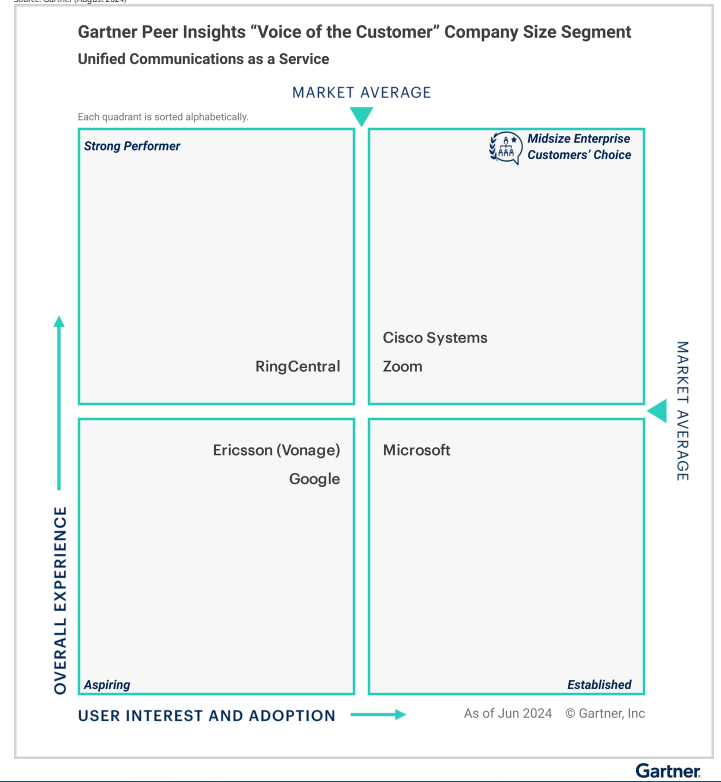 Source: Gartner (August 2024)
Gartner Peer Insights “Voice of the Customer” Company Size Segment
Unified Communications as a Service
MARKET AVERAGE
Each quadrant is sorted alphabetically.
Strong Performer
Midsize Enterprise
Customers’ Choice
Cisco Systems
RingCentral
Zoom
MARKET AVERAGE
Ericsson (Vonage)
Google
Microsoft
OVERALL EXPERIENCE
Aspiring
Established
USER INTEREST AND ADOPTION
As of Jun 2024 © Gartner, Inc
Gartner